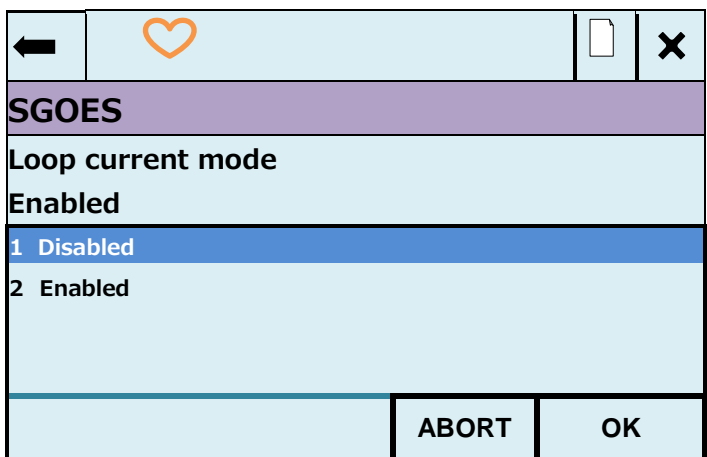 SGOES
Loop current mode
Enabled
1 Disabled
2 Enabled
ABORT OK